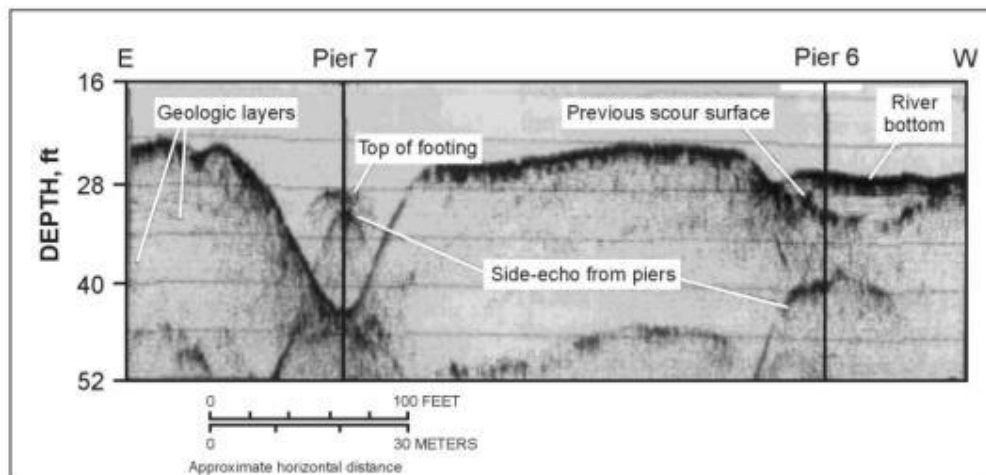 E
Pier 7
Pier 6
W
16
Geologic layers
Previous scour surface
River
bottom
Top of footing
28
DEPTH, ft
Side-echo from piers
40
52
0
100 FEET
0
30 METERS
Approximate horizontal distance